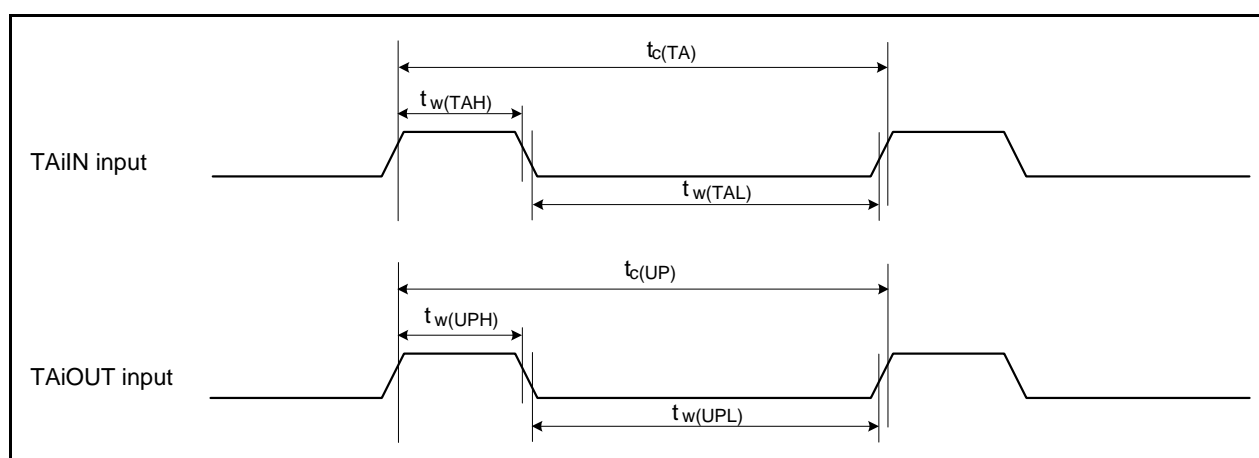 tc(TA)
tw(TAH)
TAiIN input
tw(TAL)
tc(UP)
tw(UPH)
TAiOUT input
tw(UPL)